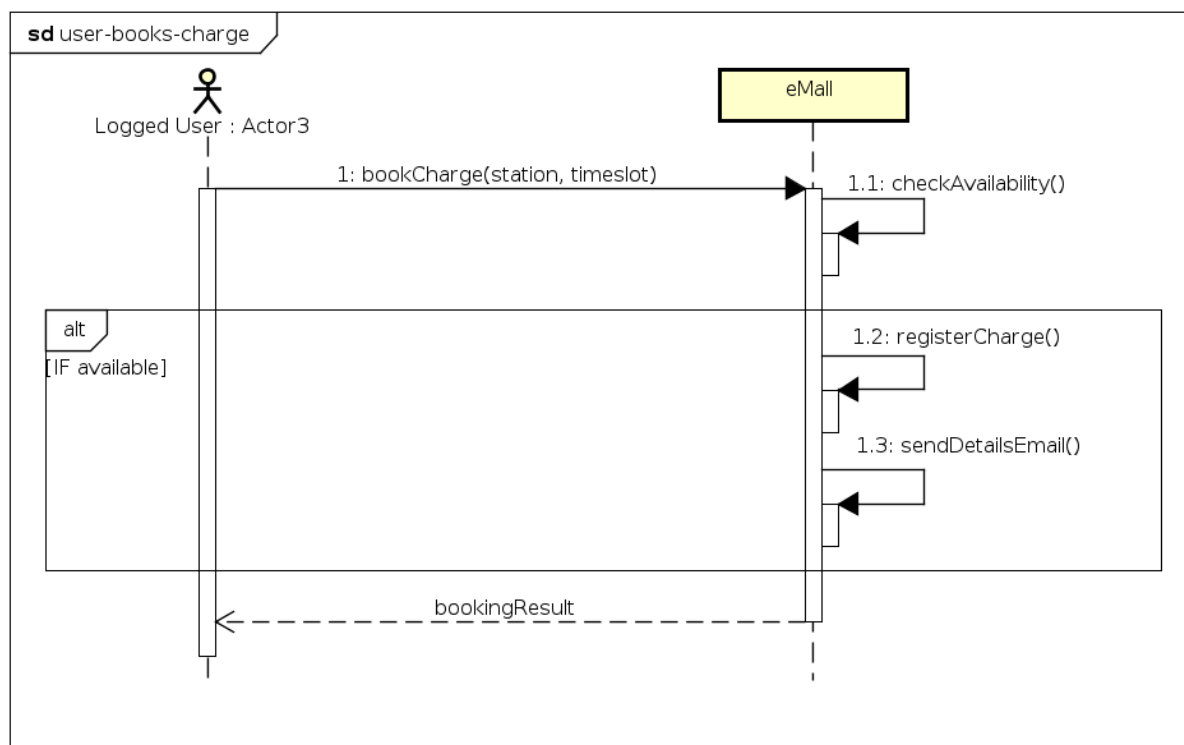 sd user-books-charge
eMall
Logged User : Actor3
1: bookCharge(station, timeslot)
1.1: checkAvailability()
alt
1.2: registerCharge()
[IF available]
1.3: sendDetailsEmail()
bookingResult